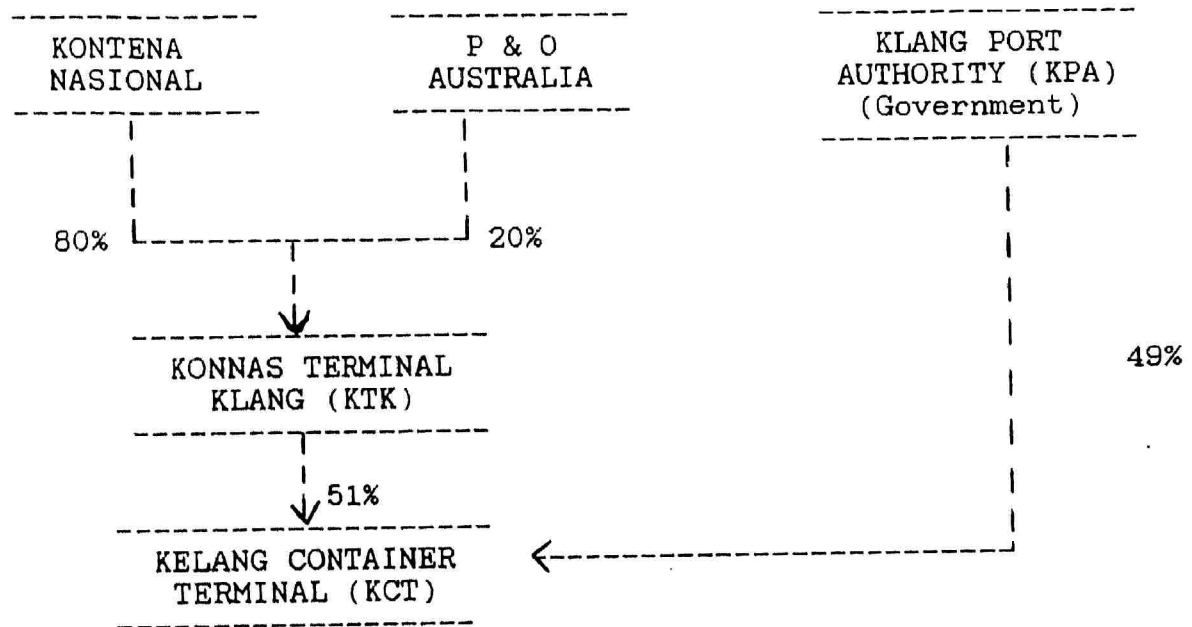 KONTENA
NASIONAL
P & O
AUSTRALIA
KLANG PORT
AUTHORITY (KPA)
(Government)
80%
20%
KONNAS TERMINAL
KLANG (KTK)
49%
51%
KELANG CONTAINER
TERMINAL (KCT)